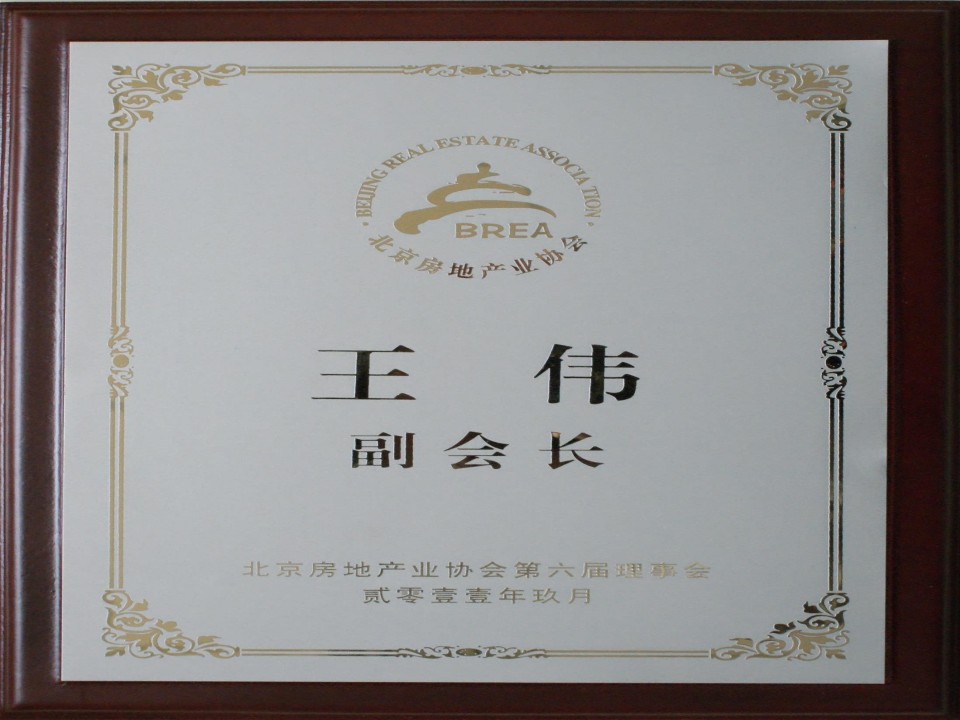 BEIJING REAL ESTATE ASSOCIATION
BREA
北京房地产业协会
王 伟
副会长
北京房地产业协会第六届理事会
贰零壹壹年玖月